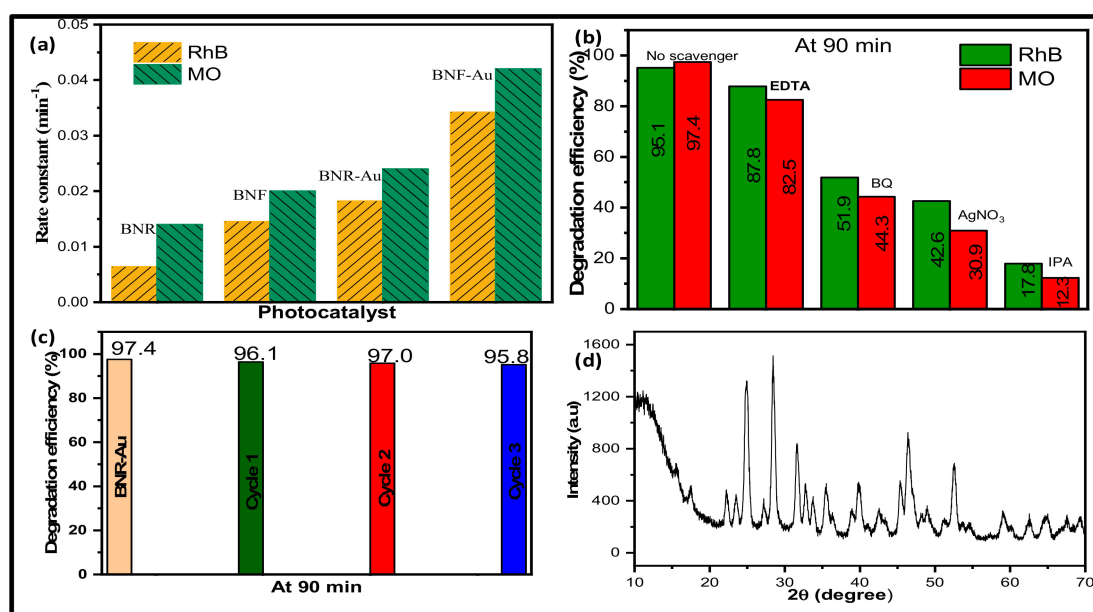 (a)
RhB
MO
BNR
BNF
BNR-Au
BNF-Au
0.05
0.04
0.03
0.02
0.01
0.00
Rate constant (min⁻¹)
Photocatalyst
(b)
At 90 min
RhB
MO
No scavenger
EDTA
BQ
AgNO₃
IPA
95.1
97.4
87.8
82.5
51.9
44.3
42.6
30.9
17.8
12.3
100
80
60
40
20
0
Degradation efficiency (%)
(c)
97.4
96.1
97.0
95.8
BNR-Au
Cycle 1
Cycle 2
Cycle 3
100
80
60
40
20
0
Degradation efficiency (%)
At 90 min
(d)
1600
1200
800
400
0
Intensity (a.u)
10
20
30
40
50
60
70
2θ (degree)